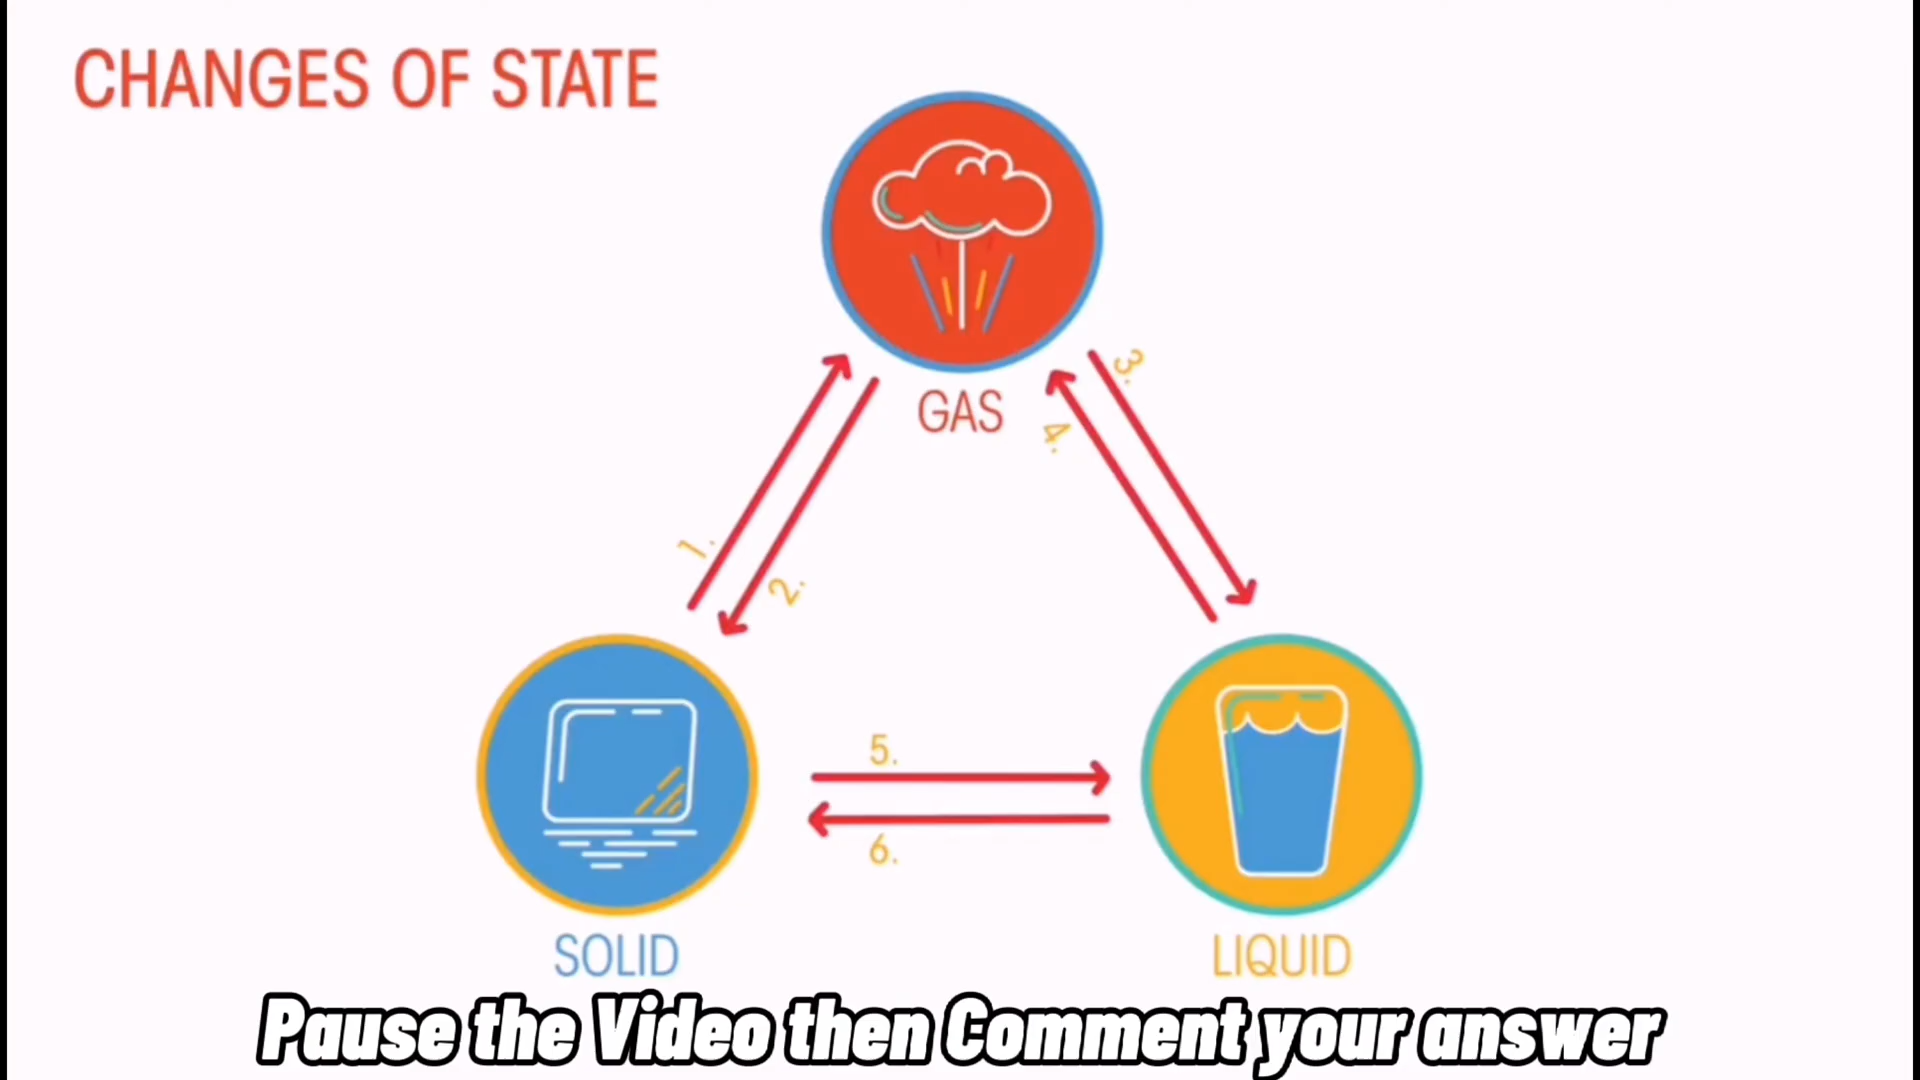 CHANGES OF STATE
GAS
3.
4.
1.
2.
5.
6.
SOLID
LIQUID
Pause the Video then Comment your answer